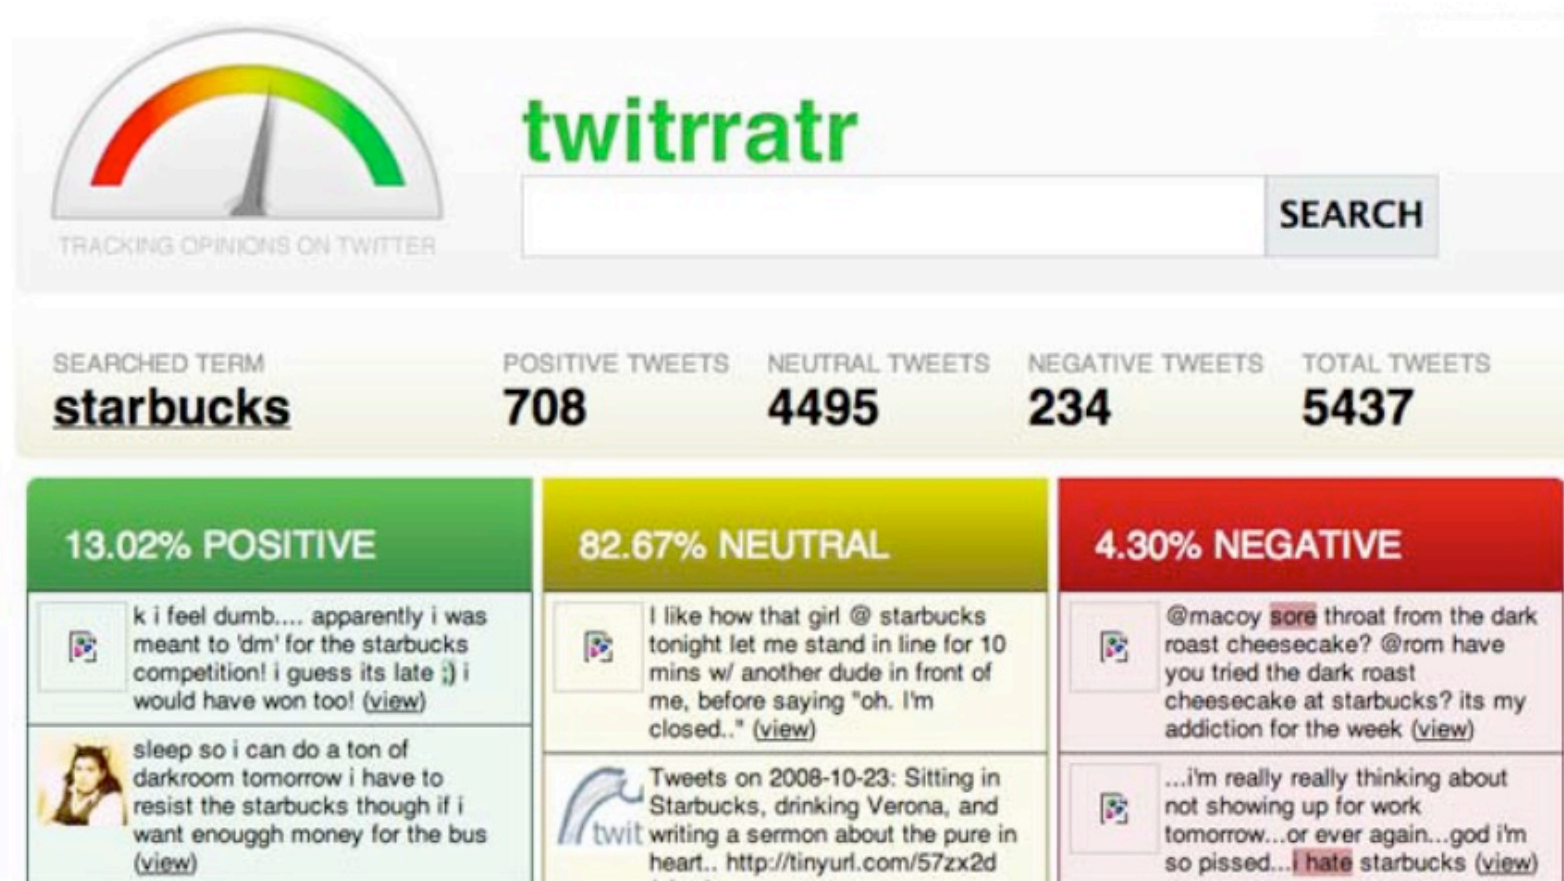 twitrratr
SEARCH
TRACKING OPINIONS ON TWITTER
SEARCHED TERM
starbucks
POSITIVE TWEETS
708
NEUTRAL TWEETS
4495
NEGATIVE TWEETS
234
TOTAL TWEETS
5437
13.02% POSITIVE
k i feel dumb.... apparently i was
meant to 'dm' for the starbucks
competition! i guess its late ;) i
would have won too! (view)
sleep so i can do a ton of
darkroom tomorrow i have to
resist the starbucks though if i
want enouggh money for the bus
(view)
82.67% NEUTRAL
I like how that girl @ starbucks
tonight let me stand in line for 10
mins w/ another dude in front of
me, before saying "oh. I'm
closed.." (view)
twit
Tweets on 2008-10-23: Sitting in
Starbucks, drinking Verona, and
writing a sermon about the pure in
heart.. http://tinyurl.com/57zx2d
4.30% NEGATIVE
@macoy sore throat from the dark
roast cheesecake? @rom have
you tried the dark roast
cheesecake at starbucks? its my
addiction for the week (view)
...i'm really really thinking about
not showing up for work
tomorrow...or ever again...god i'm
so pissed...i hate starbucks (view)